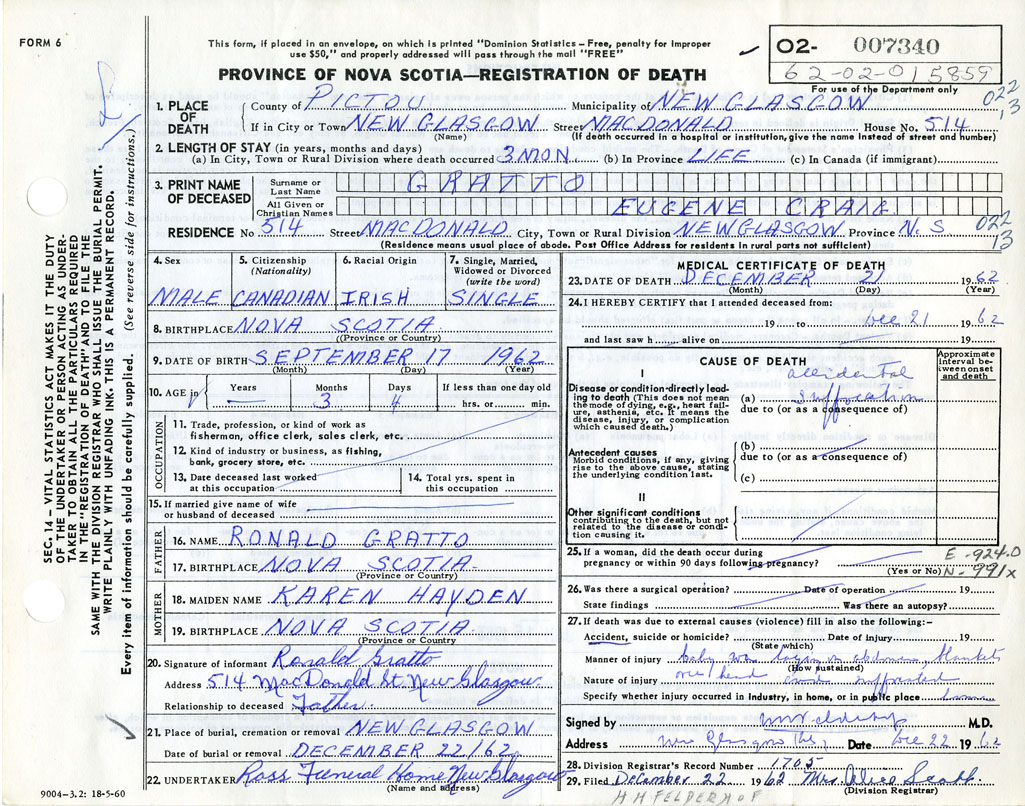 FORM 6
This form, if placed in an envelope, on which is printed "Dominion Statistics – Free, penalty for Improper
use $50," and properly addressed will pass through the mail "FREE"
02- 007340
62-02-015859
For use of the Department only
PROVINCE OF NOVA SCOTIA—REGISTRATION OF DEATH
022
13
1. PLACE OF DEATH
County of PICTOU Municipality of NEW GLASGOW
If in City or Town NEW GLASGOW Street MACDONALD House No. 514
(Name) (If death occurred in a hospital or institution, give the name instead of street and number)
2. LENGTH OF STAY (in years, months and days)
(a) In City, Town or Rural Division where death occurred 3 MON. (b) In Province LIFE (c) In Canada (if immigrant)
3. PRINT NAME OF DECEASED
Surname or Last Name GRATTO
All Given or Christian Names EUGENE CRAIG
RESIDENCE No. 514 Street MACDONALD City, Town or Rural Division NEW GLASGOW Province N.S
022
13
(Residence means usual place of abode. Post Office Address for residents in rural parts not sufficient)
4. Sex
MALE
5. Citizenship
(Nationality)
CANADIAN
6. Racial Origin
IRISH
7. Single, Married,
Widowed or Divorced
(write the word)
SINGLE
8. BIRTHPLACE NOVA SCOTIA
(Province or Country)
9. DATE OF BIRTH SEPTEMBER 17 1962
(Month) (Day) (Year)
10. AGE in
Years
Months 3
Days 4
If less than one day old
hrs. or min.
OCCUPATION
11. Trade, profession, or kind of work as
fisherman, office clerk, sales clerk, etc.
12. Kind of industry or business, as fishing,
bank, grocery store, etc.
13. Date deceased last worked
at this occupation
14. Total yrs. spent in
this occupation
15. If married give name of wife
or husband of deceased
FATHER
16. NAME RONALD GRATTO
17. BIRTHPLACE NOVA SCOTIA
(Province or Country)
MOTHER
18. MAIDEN NAME KAREN HAYDEN
19. BIRTHPLACE NOVA SCOTIA
(Province or Country)
20. Signature of informant Ronald Gratto
Address 514 MacDonald St. New Glasgow
Relationship to deceased Father
21. Place of burial, cremation or removal NEW GLASGOW
Date of burial or removal DECEMBER 22/62
22. UNDERTAKER Ross Funeral Home New Glasgow
(Name and address)
9004-3.2: 18-5-60
MEDICAL CERTIFICATE OF DEATH
23. DATE OF DEATH DECEMBER 21 1962
(Month) (Day) (Year)
24. I HEREBY CERTIFY that I attended deceased from:
19 to Dec 21 1962
and last saw h alive on 19
CAUSE OF DEATH
Approximate
interval be-
tween onset
and death
I
Disease or condition directly lead-
ing to death (This does not mean
the mode of dying, e.g., heart fail-
ure, asthenia, etc. It means the
disease, injury, or complication
which caused death.)
accidental
(a) Suffocation
due to (or as a consequence of)
Antecedent causes
Morbid conditions, if any, giving
rise to the above cause, stating
the underlying condition last.
(b)
due to (or as a consequence of)
(c)
II
Other significant conditions
contributing to the death, but not
related to the disease or condi-
tion causing it.
25. If a woman, did the death occur during
pregnancy or within 90 days following pregnancy?
(Yes or No)
E-924-0
N-991X
26. Was there a surgical operation? Date of operation 19
State findings Was there an autopsy?
27. If death was due to external causes (violence) fill in also the following:–
Accident, suicide or homicide? Date of injury 19
(State which)
Manner of injury baby was on abdomen, blankets
(How sustained)
over head
Nature of injury suffocated
Specify whether injury occurred in industry, in home, or in public place
Signed by M.D.
Address New Glasgow Date Dec 22 1962
28. Division Registrar's Record Number 1705
29. Filed December 22 1962 Mrs. Alice Scott
(Division Registrar)
H H FELDERHOF
SEC. 14 – VITAL STATISTICS ACT MAKES IT THE DUTY
OF THE UNDERTAKER OR PERSON ACTING AS UNDER-
TAKER TO OBTAIN ALL THE PARTICULARS REQUIRED
IN THE "REGISTRATION OF DEATH" AND TO FILE THE
SAME WITH THE DIVISION REGISTRAR WHO SHALL ISSUE THE BURIAL PERMIT.
WRITE PLAINLY WITH UNFADING INK. THIS IS A PERMANENT RECORD.
Every item of information should be carefully supplied. (See reverse side for instructions.)